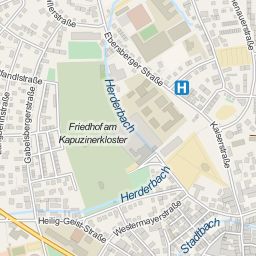 Ebersberger Straße
Herderbach
H
Kaiserstraße
Gabelsbergerstraße
Friedhof am
Kapuzinerkloster
Herderbach
Heilig-Geist-Straße
Westermayerstraße
Stadtbach